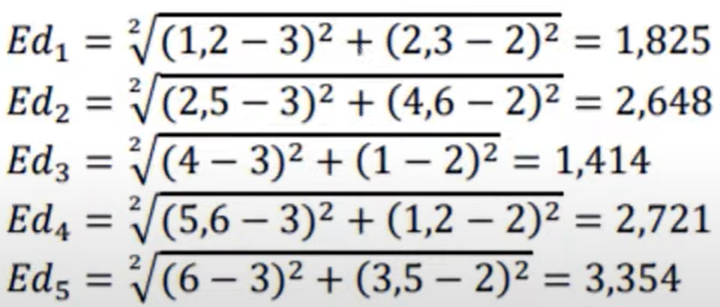 Ed₁ = ²√(1,2 − 3)² + (2,3 − 2)² = 1,825
Ed₂ = ²√(2,5 − 3)² + (4,6 − 2)² = 2,648
Ed₃ = ²√(4 − 3)² + (1 − 2)² = 1,414
Ed₄ = ²√(5,6 − 3)² + (1,2 − 2)² = 2,721
Ed₅ = ²√(6 − 3)² + (3,5 − 2)² = 3,354